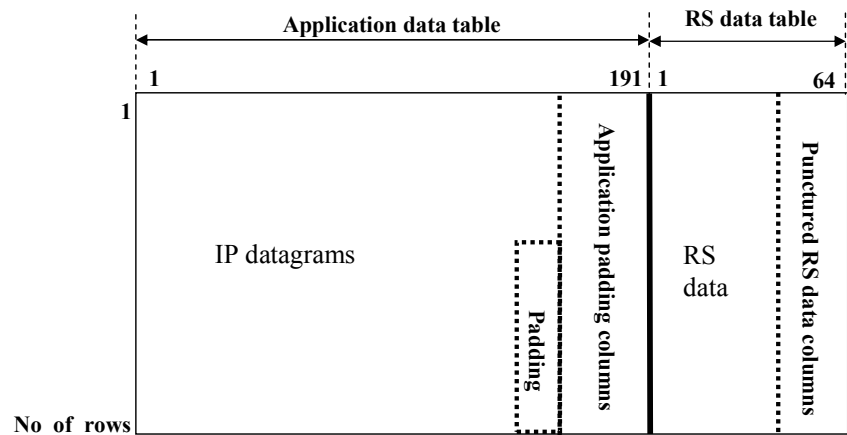 Application data table
RS data table
1
191
1
64
1
IP datagrams
Padding
Application padding columns
RS
data
Punctured RS data columns
No of rows